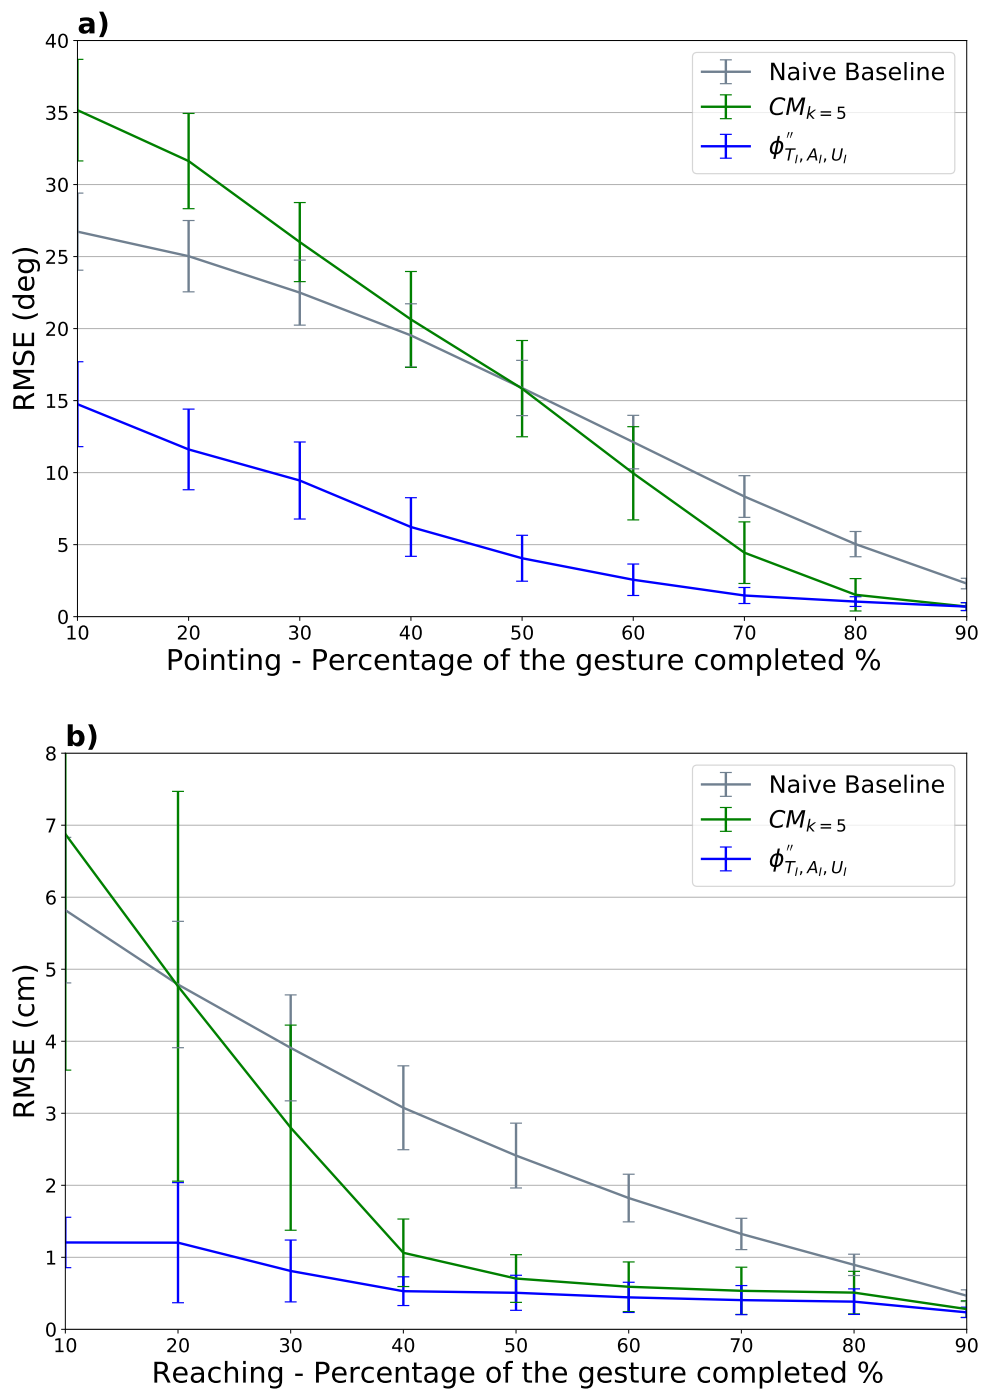 a)
40
35
30
25
20
15
10
5
0
RMSE (deg)
Naive Baseline
CM_{k=5}
ϕ''_{T_I, A_I, U_I}
10 20 30 40 50 60 70 80 90
Pointing - Percentage of the gesture completed %
b)
8
7
6
5
4
3
2
1
0
RMSE (cm)
Naive Baseline
CM_{k=5}
ϕ''_{T_I, A_I, U_I}
10 20 30 40 50 60 70 80 90
Reaching - Percentage of the gesture completed %